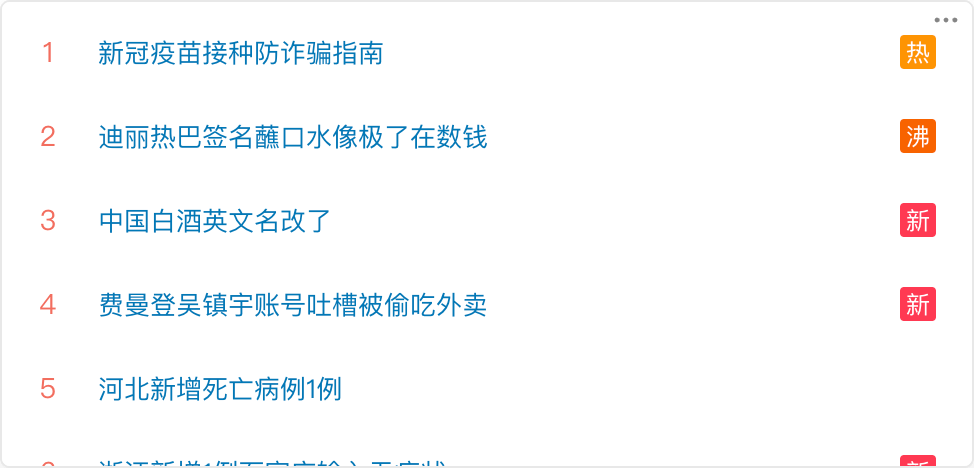 1 新冠疫苗接种防诈骗指南 热
2 迪丽热巴签名蘸口水像极了在数钱 沸
3 中国白酒英文名改了 新
4 费曼登吴镇宇账号吐槽被偷吃外卖 新
5 河北新增死亡病例1例